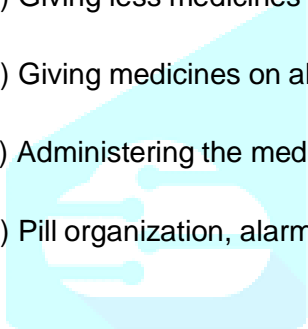 ) Giving less medicines
) Giving medicines on al
) Administering the med
) Pill organization, alarm